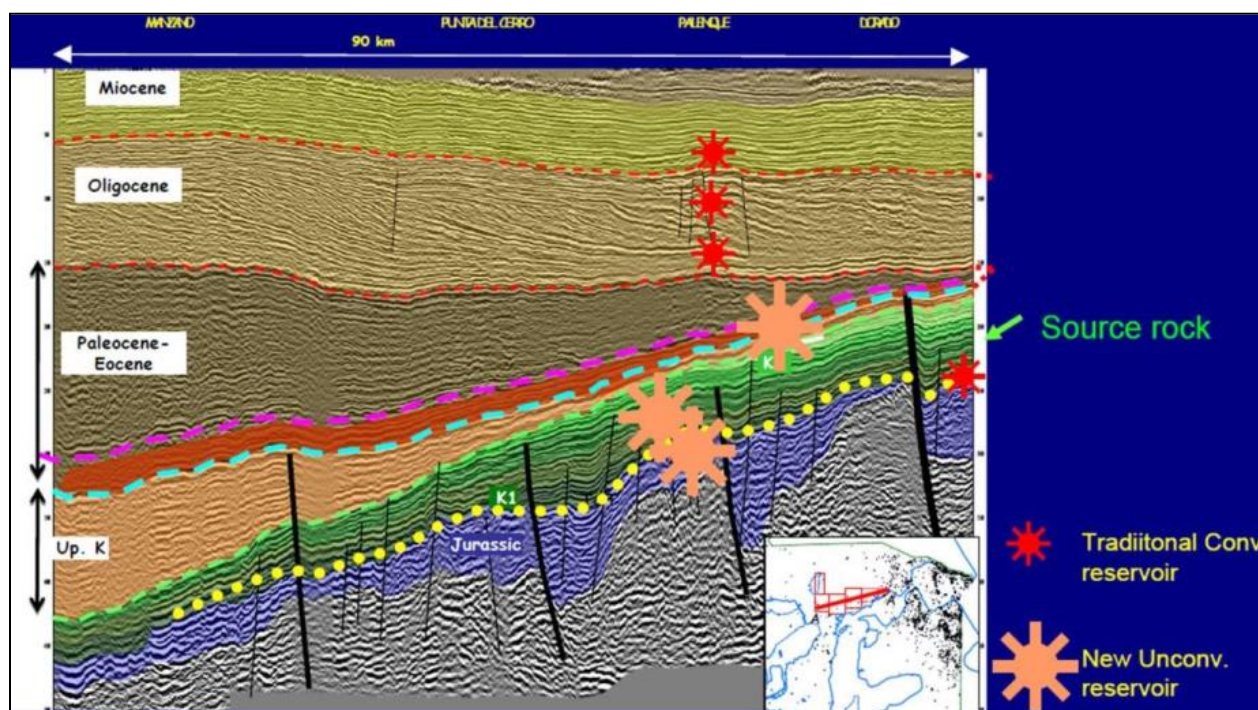 MANZANO PUNTA DEL CERRO PALENQUE DORADO
90 km
Miocene
Oligocene
Paleocene-
Eocene
Source rock
K1
Up. K
Jurassic
Tradiitonal Conv
reservoir
New Unconv.
reservoir